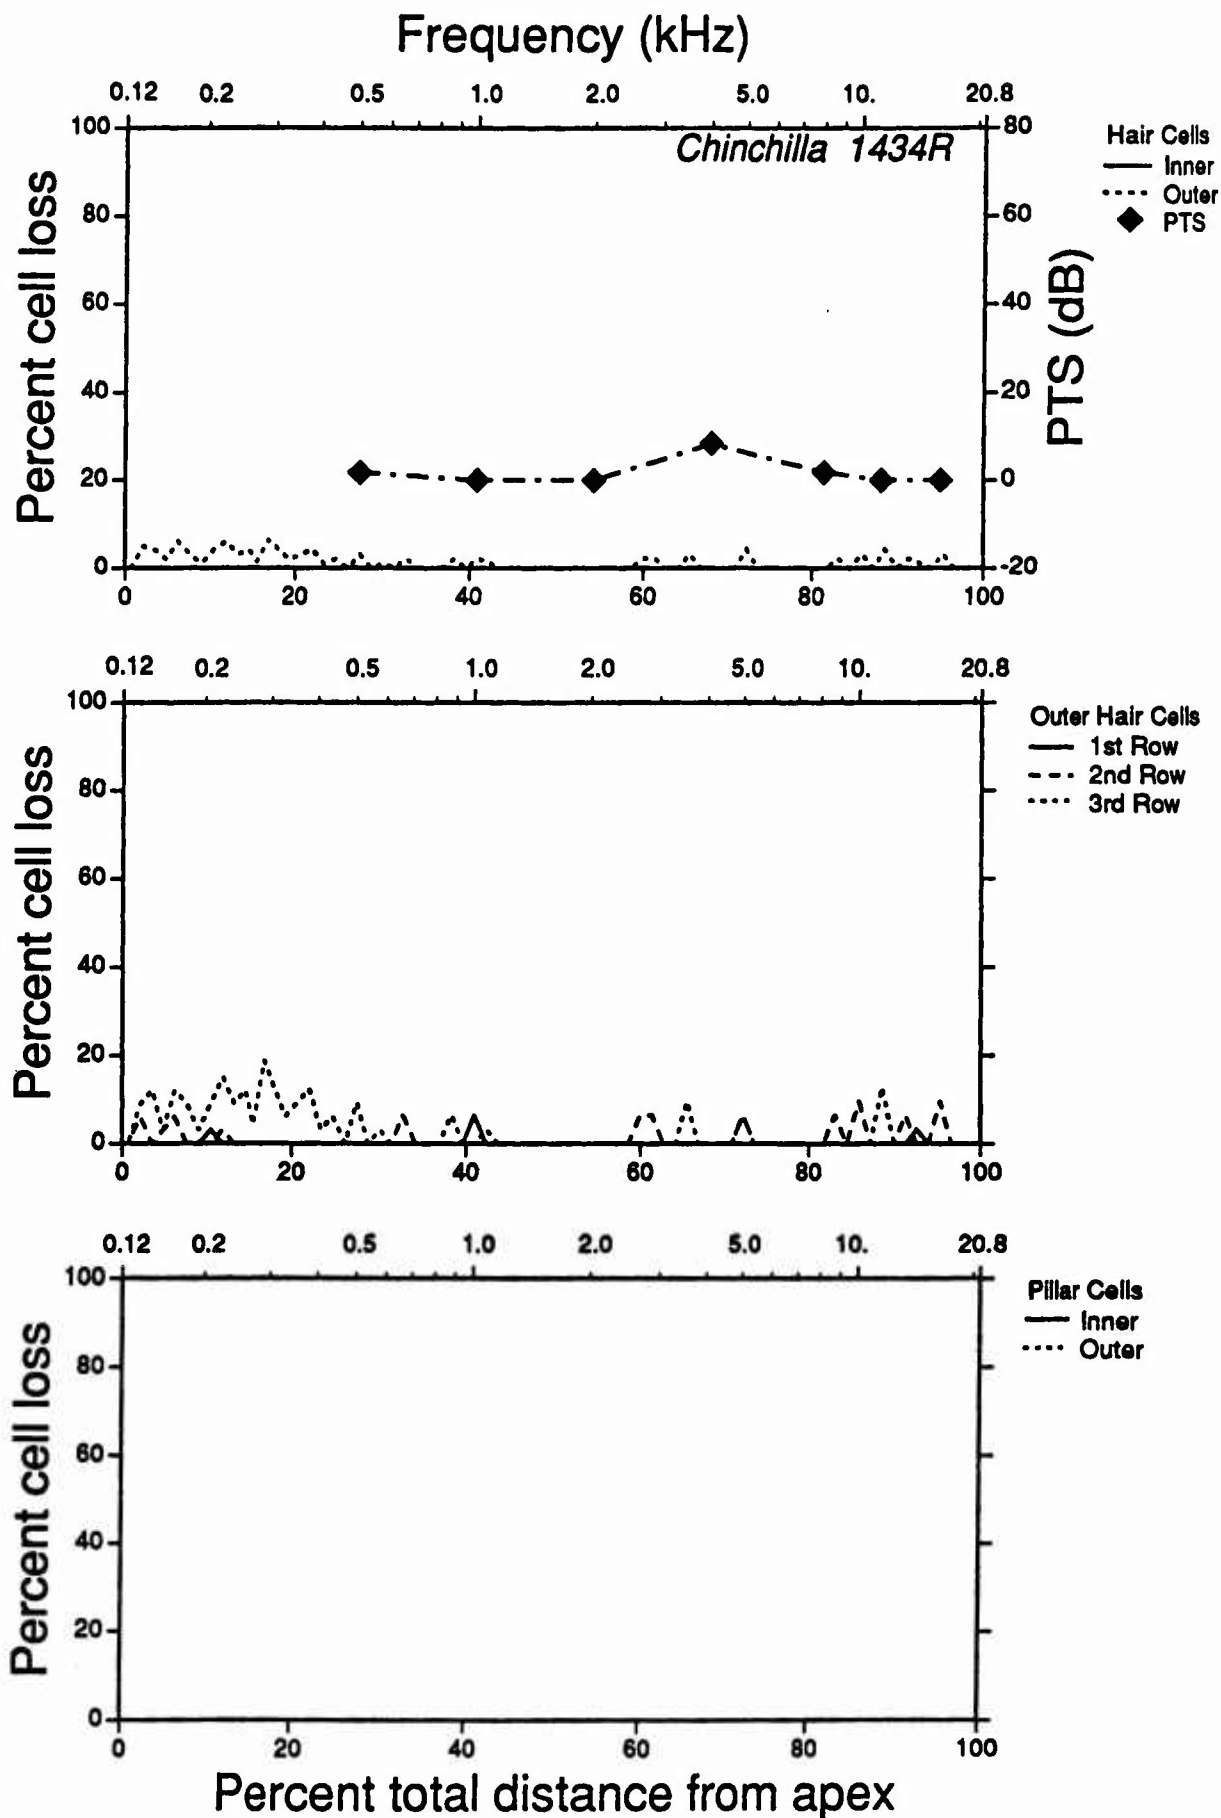 Frequency (kHz)
0.12 0.2 0.5 1.0 2.0 5.0 10. 20.8
Chinchilla 1434R
100
80
60
40
20
0
80
60
40
20
0
-20
Percent cell loss
PTS (dB)
Hair Cells
Inner
Outer
PTS
0 20 40 60 80 100
0.12 0.2 0.5 1.0 2.0 5.0 10. 20.8
100
80
60
40
20
0
Percent cell loss
Outer Hair Cells
1st Row
2nd Row
3rd Row
0 20 40 60 80 100
0.12 0.2 0.5 1.0 2.0 5.0 10. 20.8
100
80
60
40
20
0
Percent cell loss
Pillar Cells
Inner
Outer
0 20 40 60 80 100
Percent total distance from apex